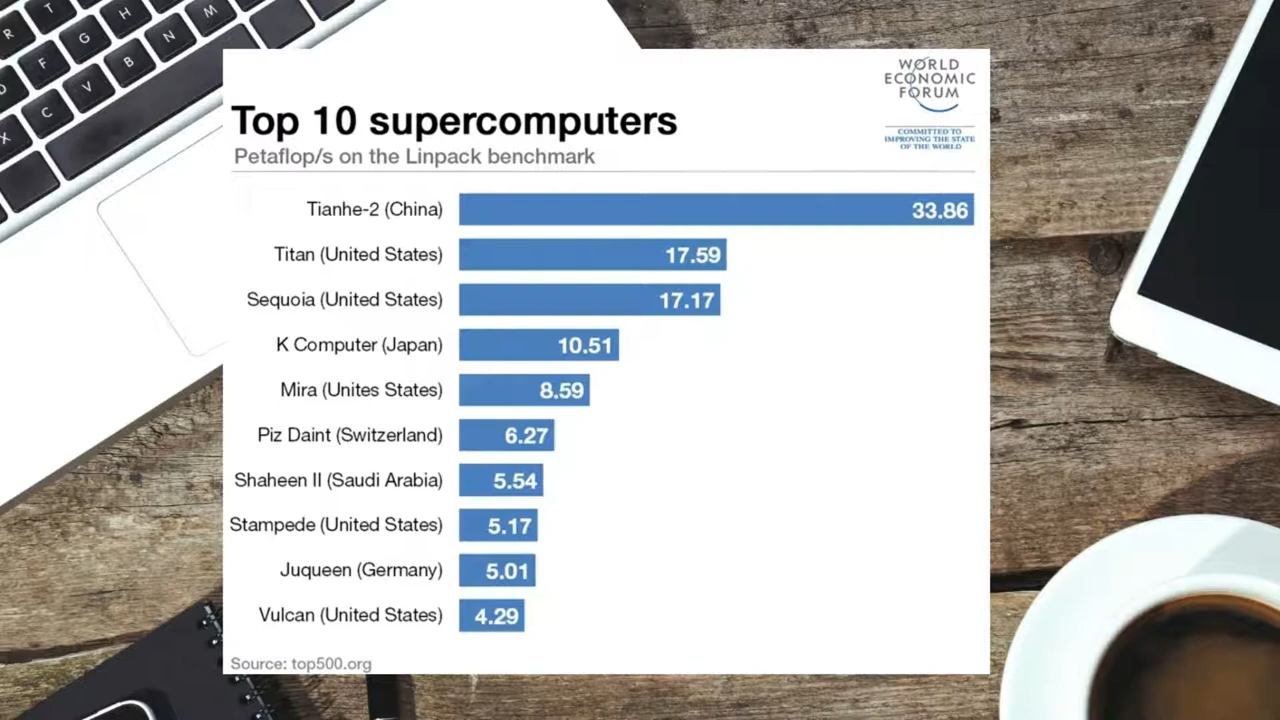 R T
F G H
D M
C V B N
X
WORLD
ECONOMIC
FORUM
COMMITTED TO
IMPROVING THE STATE
OF THE WORLD
Top 10 supercomputers
Petaflop/s on the Linpack benchmark
Tianhe-2 (China) 33.86
Titan (United States) 17.59
Sequoia (United States) 17.17
K Computer (Japan) 10.51
Mira (Unites States) 8.59
Piz Daint (Switzerland) 6.27
Shaheen II (Saudi Arabia) 5.54
Stampede (United States) 5.17
Juqueen (Germany) 5.01
Vulcan (United States) 4.29
Source: top500.org